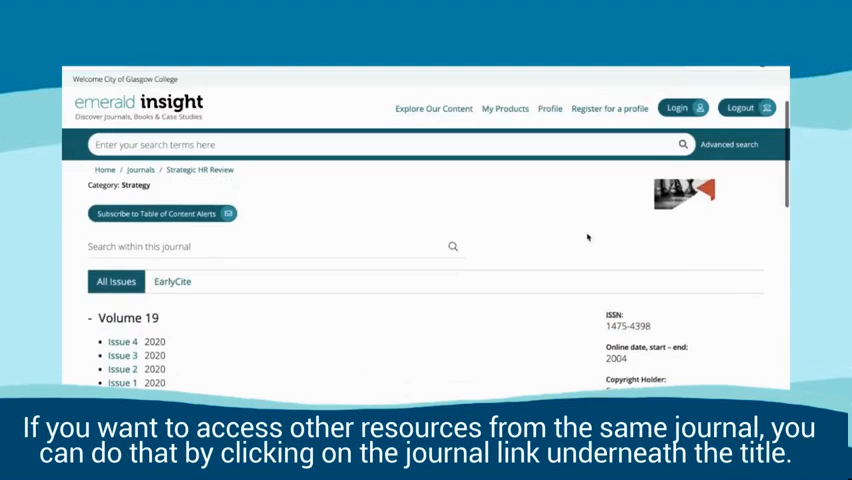 Welcome City of Glasgow College
emerald insight
Discover Journals, Books & Case Studies
Explore Our Content
My Products
Profile
Register for a profile
Login
Logout
Enter your search terms here
Advanced search
Home / Journals / Strategic HR Review
Category: Strategy
Subscribe to Table of Content Alerts
Search within this journal
All Issues
EarlyCite
- Volume 19
• Issue 4 2020
• Issue 3 2020
• Issue 2 2020
• Issue 1 2020
ISSN:
1475-4398
Online date, start – end:
2004
Copyright Holder:
If you want to access other resources from the same journal, you
can do that by clicking on the journal link underneath the title.